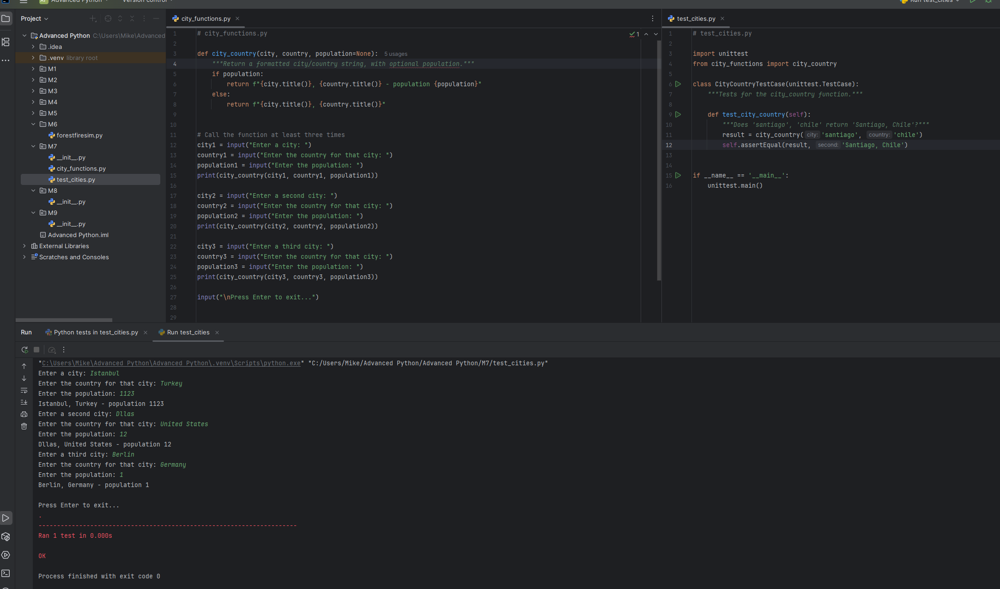 Advanced Python
Version control
Run test_cities
Project
Advanced Python C:\Users\Mike\Advanced
.idea
.venv library root
M1
M2
M3
M4
M5
M6
forestfiresim.py
M7
__init__.py
city_functions.py
test_cities.py
M8
__init__.py
M9
__init__.py
Advanced Python.iml
External Libraries
Scratches and Consoles
city_functions.py
1
1 # city_functions.py
2
3 def city_country(city, country, population=None): 5 usages
4 """Return a formatted city/country string, with optional population."""
5 if population:
6 return f"{city.title()}, {country.title()} - population {population}"
7 else:
8 return f"{city.title()}, {country.title()}"
9
10
11 # Call the function at least three times
12 city1 = input("Enter a city: ")
13 country1 = input("Enter the country for that city: ")
14 population1 = input("Enter the population: ")
15 print(city_country(city1, country1, population1))
16
17 city2 = input("Enter a second city: ")
18 country2 = input("Enter the country for that city: ")
19 population2 = input("Enter the population: ")
20 print(city_country(city2, country2, population2))
21
22 city3 = input("Enter a third city: ")
23 country3 = input("Enter the country for that city: ")
24 population3 = input("Enter the population: ")
25 print(city_country(city3, country3, population3))
26
27 input("\nPress Enter to exit...")
28
29
test_cities.py
1 # test_cities.py
2
3 import unittest
4 from city_functions import city_country
5
6 class CityCountryTestCase(unittest.TestCase):
7 """Tests for the city_country function."""
8
9 def test_city_country(self):
10 """Does 'santiago', 'chile' return 'Santiago, Chile'?"""
11 result = city_country( city: 'santiago', country: 'chile')
12 self.assertEqual(result, second: 'Santiago, Chile')
13
14
15 if __name__ == '__main__':
16 unittest.main()
Run
Python tests in test_cities.py
Run test_cities
"C:\Users\Mike\Advanced Python\Advanced Python\.venv\Scripts\python.exe" "C:/Users/Mike/Advanced Python/Advanced Python/M7/test_cities.py"
Enter a city: Istanbul
Enter the country for that city: Turkey
Enter the population: 1123
Istanbul, Turkey - population 1123
Enter a second city: Dllas
Enter the country for that city: United States
Enter the population: 12
Dllas, United States - population 12
Enter a third city: Berlin
Enter the country for that city: Germany
Enter the population: 1
Berlin, Germany - population 1
Press Enter to exit...
.
----------------------------------------------------------------------
Ran 1 test in 0.000s
OK
Process finished with exit code 0